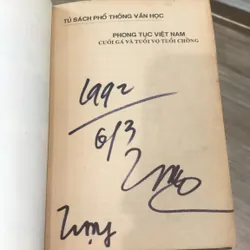 TỦ SÁCH PHỔ THÔNG VĂN HỌC
PHONG TỤC VIỆT NAM
CƯỚI GẢ VÀ TUỔI VỢ TUỔI CHỒNG
1992
6/3
Trọng